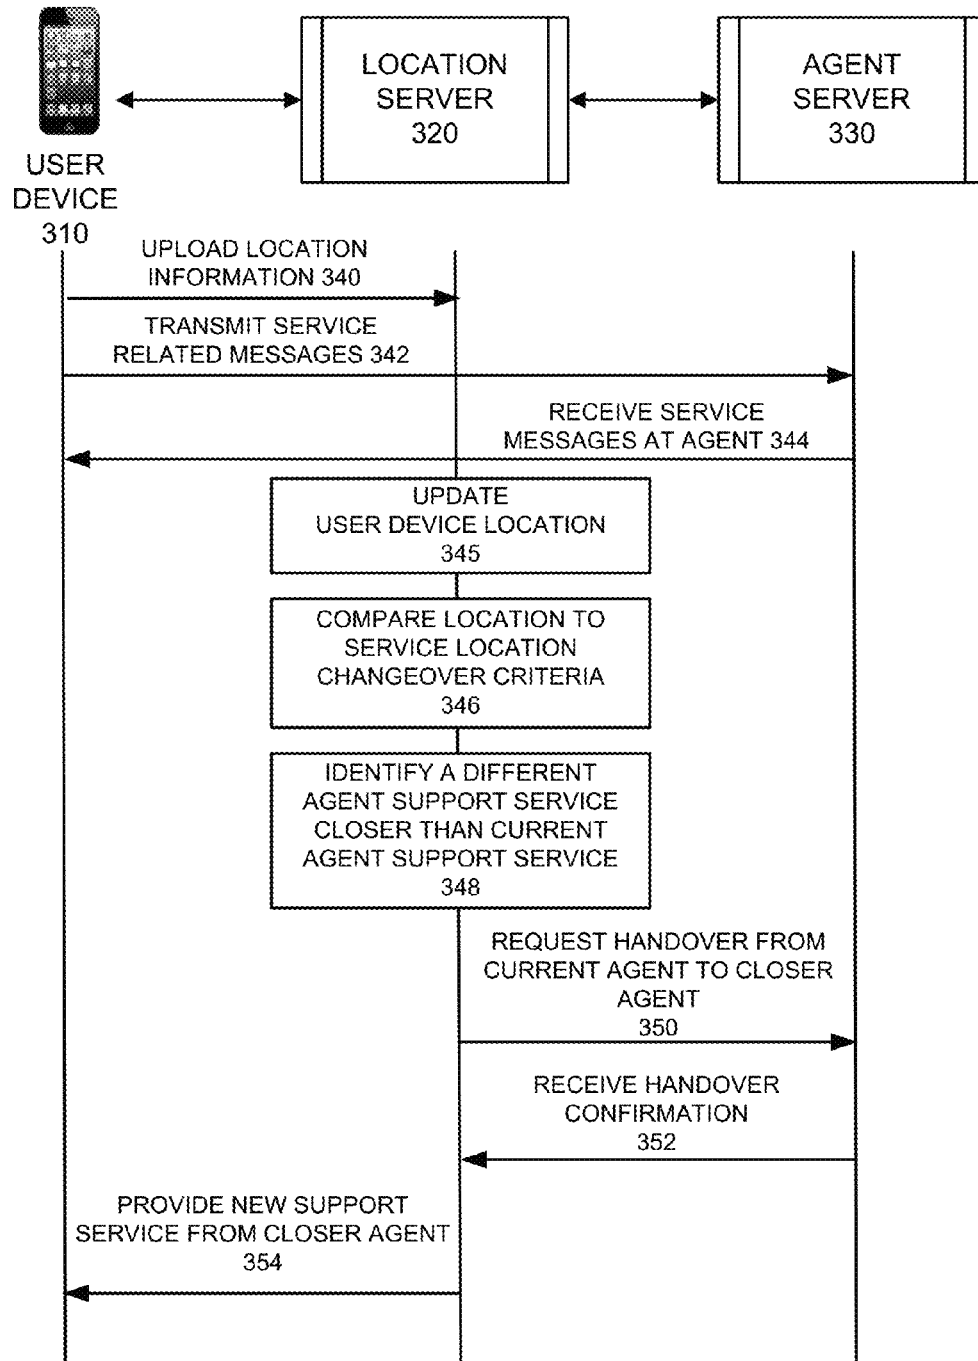 USER
DEVICE
310
LOCATION
SERVER
320
AGENT
SERVER
330
UPLOAD LOCATION
INFORMATION 340
TRANSMIT SERVICE
RELATED MESSAGES 342
RECEIVE SERVICE
MESSAGES AT AGENT 344
UPDATE
USER DEVICE LOCATION
345
COMPARE LOCATION TO
SERVICE LOCATION
CHANGEOVER CRITERIA
346
IDENTIFY A DIFFERENT
AGENT SUPPORT SERVICE
CLOSER THAN CURRENT
AGENT SUPPORT SERVICE
348
REQUEST HANDOVER FROM
CURRENT AGENT TO CLOSER
AGENT
350
RECEIVE HANDOVER
CONFIRMATION
352
PROVIDE NEW SUPPORT
SERVICE FROM CLOSER AGENT
354